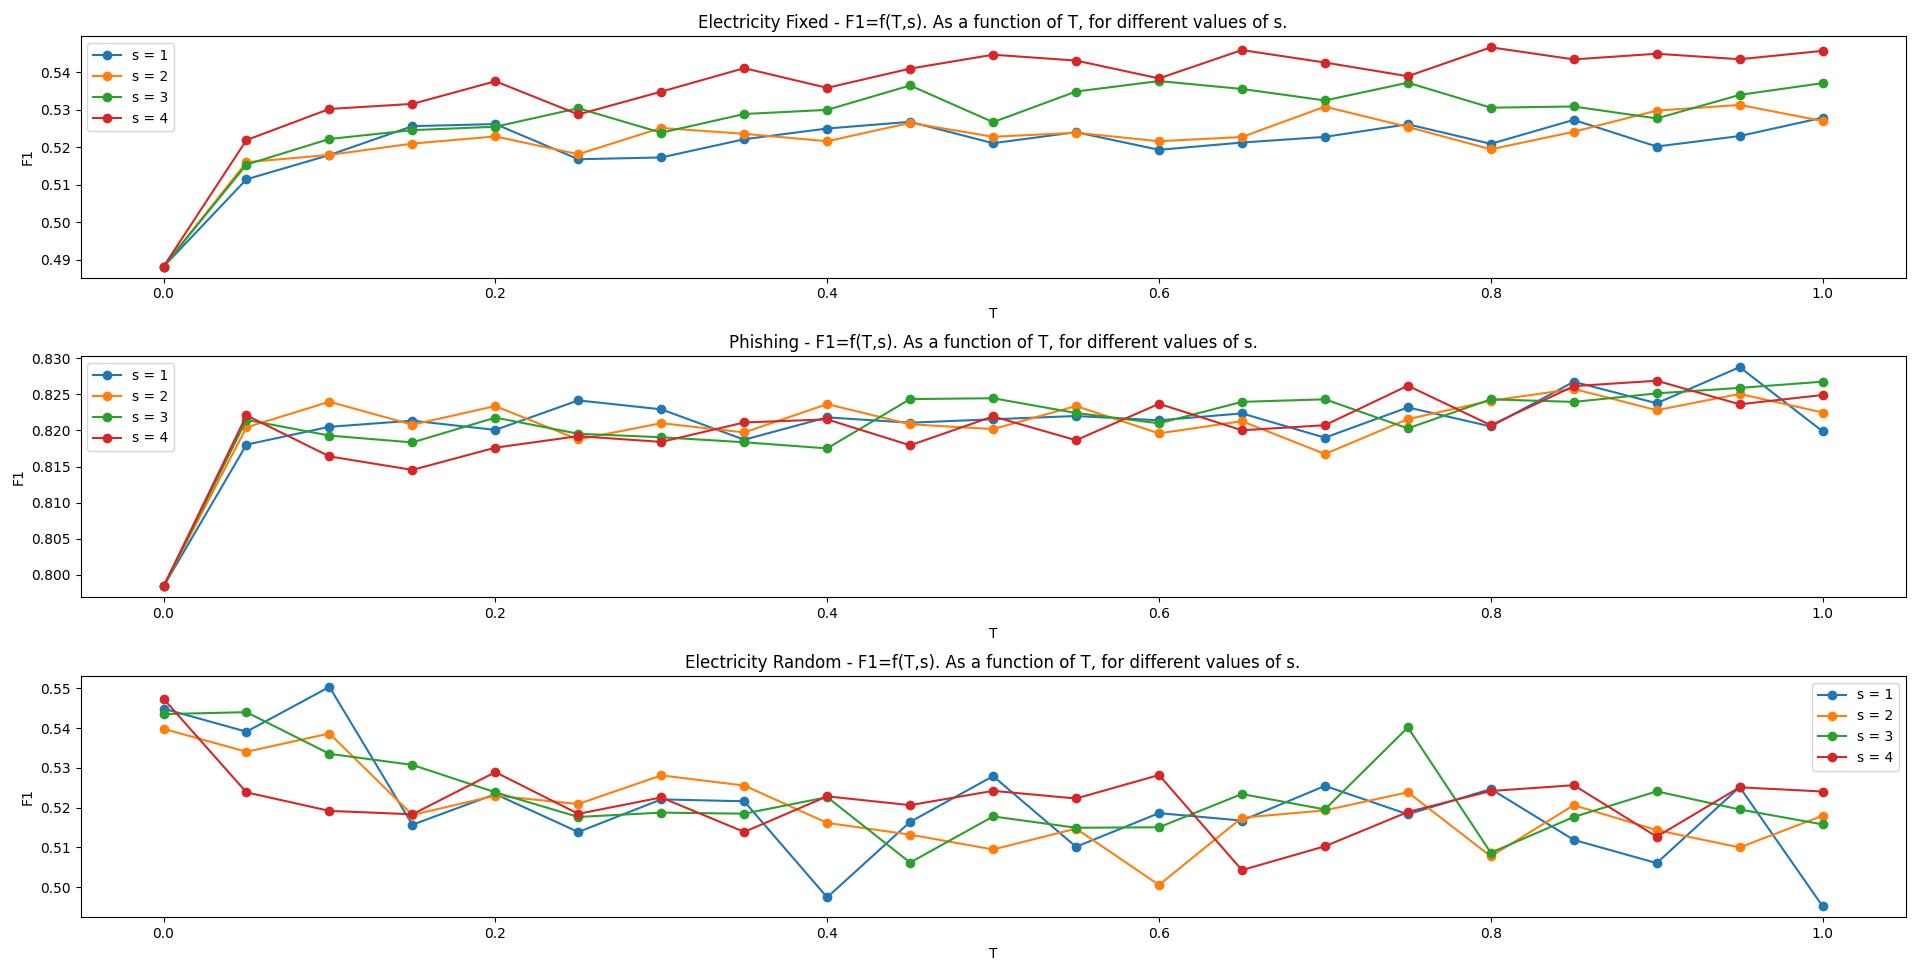 Electricity Fixed - F1=f(T,s). As a function of T, for different values of s.
s = 1
s = 2
s = 3
s = 4
F1
0.54
0.53
0.52
0.51
0.50
0.49
0.0 0.2 0.4 0.6 0.8 1.0
T
Phishing - F1=f(T,s). As a function of T, for different values of s.
s = 1
s = 2
s = 3
s = 4
F1
0.830
0.825
0.820
0.815
0.810
0.805
0.800
0.0 0.2 0.4 0.6 0.8 1.0
T
Electricity Random - F1=f(T,s). As a function of T, for different values of s.
s = 1
s = 2
s = 3
s = 4
F1
0.55
0.54
0.53
0.52
0.51
0.50
0.0 0.2 0.4 0.6 0.8 1.0
T